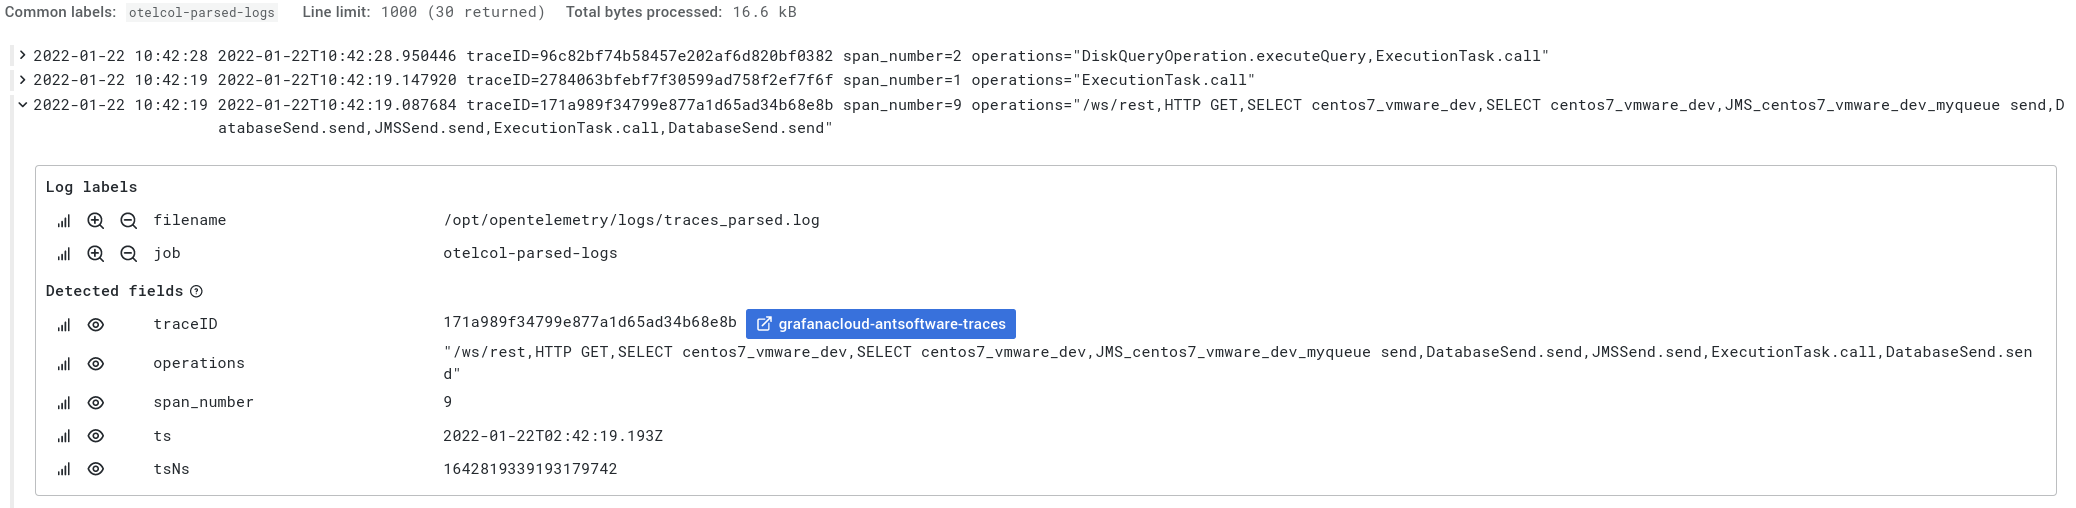 Common labels: otelcol-parsed-logs Line limit: 1000 (30 returned) Total bytes processed: 16.6 kB
2022-01-22 10:42:28 2022-01-22T10:42:28.950446 traceID=96c82bf74b58457e202af6d820bf0382 span_number=2 operations="DiskQueryOperation.executeQuery,ExecutionTask.call"
2022-01-22 10:42:19 2022-01-22T10:42:19.147920 traceID=2784063bfebf7f30599ad758f2ef7f6f span_number=1 operations="ExecutionTask.call"
2022-01-22 10:42:19 2022-01-22T10:42:19.087684 traceID=171a989f34799e877a1d65ad34b68e8b span_number=9 operations="/ws/rest,HTTP GET,SELECT centos7_vmware_dev,SELECT centos7_vmware_dev,JMS_centos7_vmware_dev_myqueue send,D
atabaseSend.send,JMSSend.send,ExecutionTask.call,DatabaseSend.send"
Log labels
filename /opt/opentelemetry/logs/traces_parsed.log
job otelcol-parsed-logs
Detected fields
traceID 171a989f34799e877a1d65ad34b68e8b grafanacloud-antsoftware-traces
operations "/ws/rest,HTTP GET,SELECT centos7_vmware_dev,SELECT centos7_vmware_dev,JMS_centos7_vmware_dev_myqueue send,DatabaseSend.send,JMSSend.send,ExecutionTask.call,DatabaseSend.sen
d"
span_number 9
ts 2022-01-22T02:42:19.193Z
tsNs 1642819339193179742